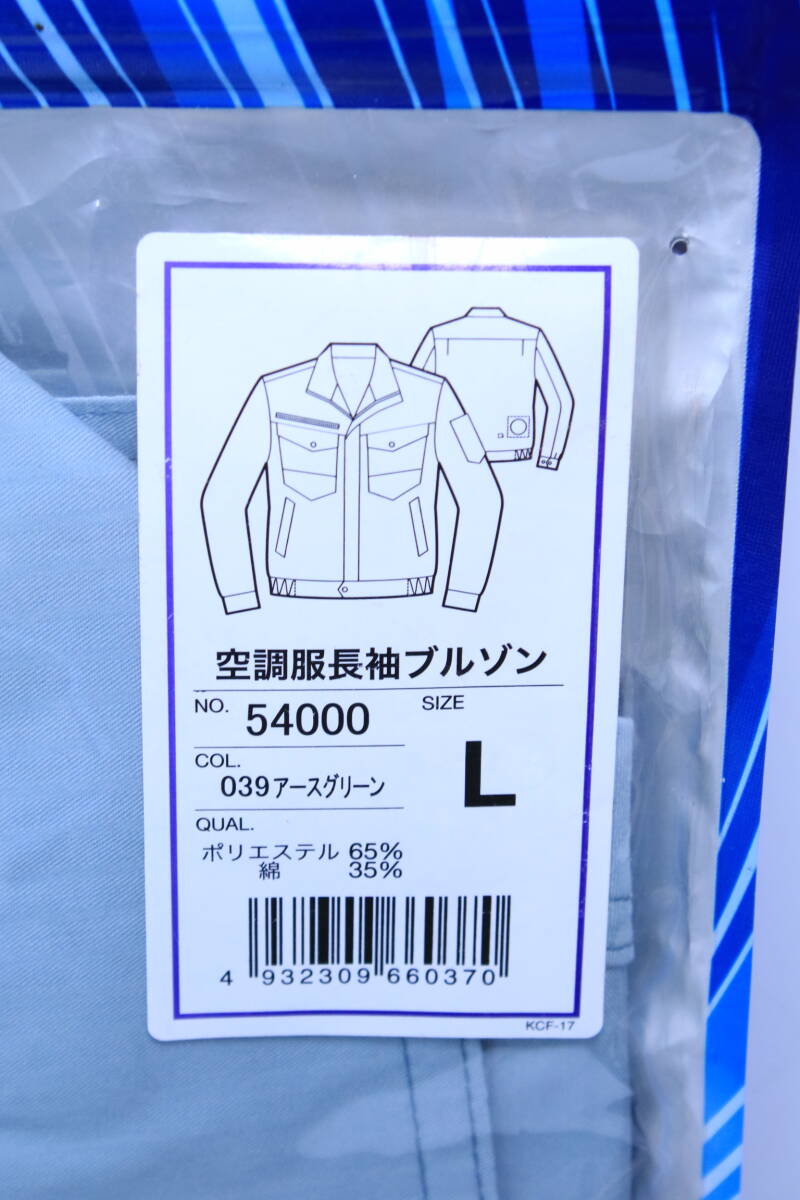 空調服長袖ブルゾン
NO. 54000
SIZE
L
COL.
039アースグリーン
QUAL.
ポリエステル 65%
綿 35%
4 932309 660370
KCF-17